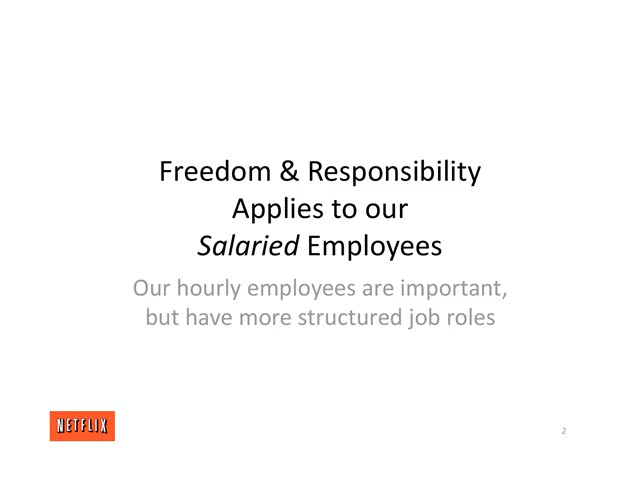 Freedom & Responsibility
Applies to our
Salaried Employees
Our hourly employees are important,
but have more structured job roles
NETFLIX
2